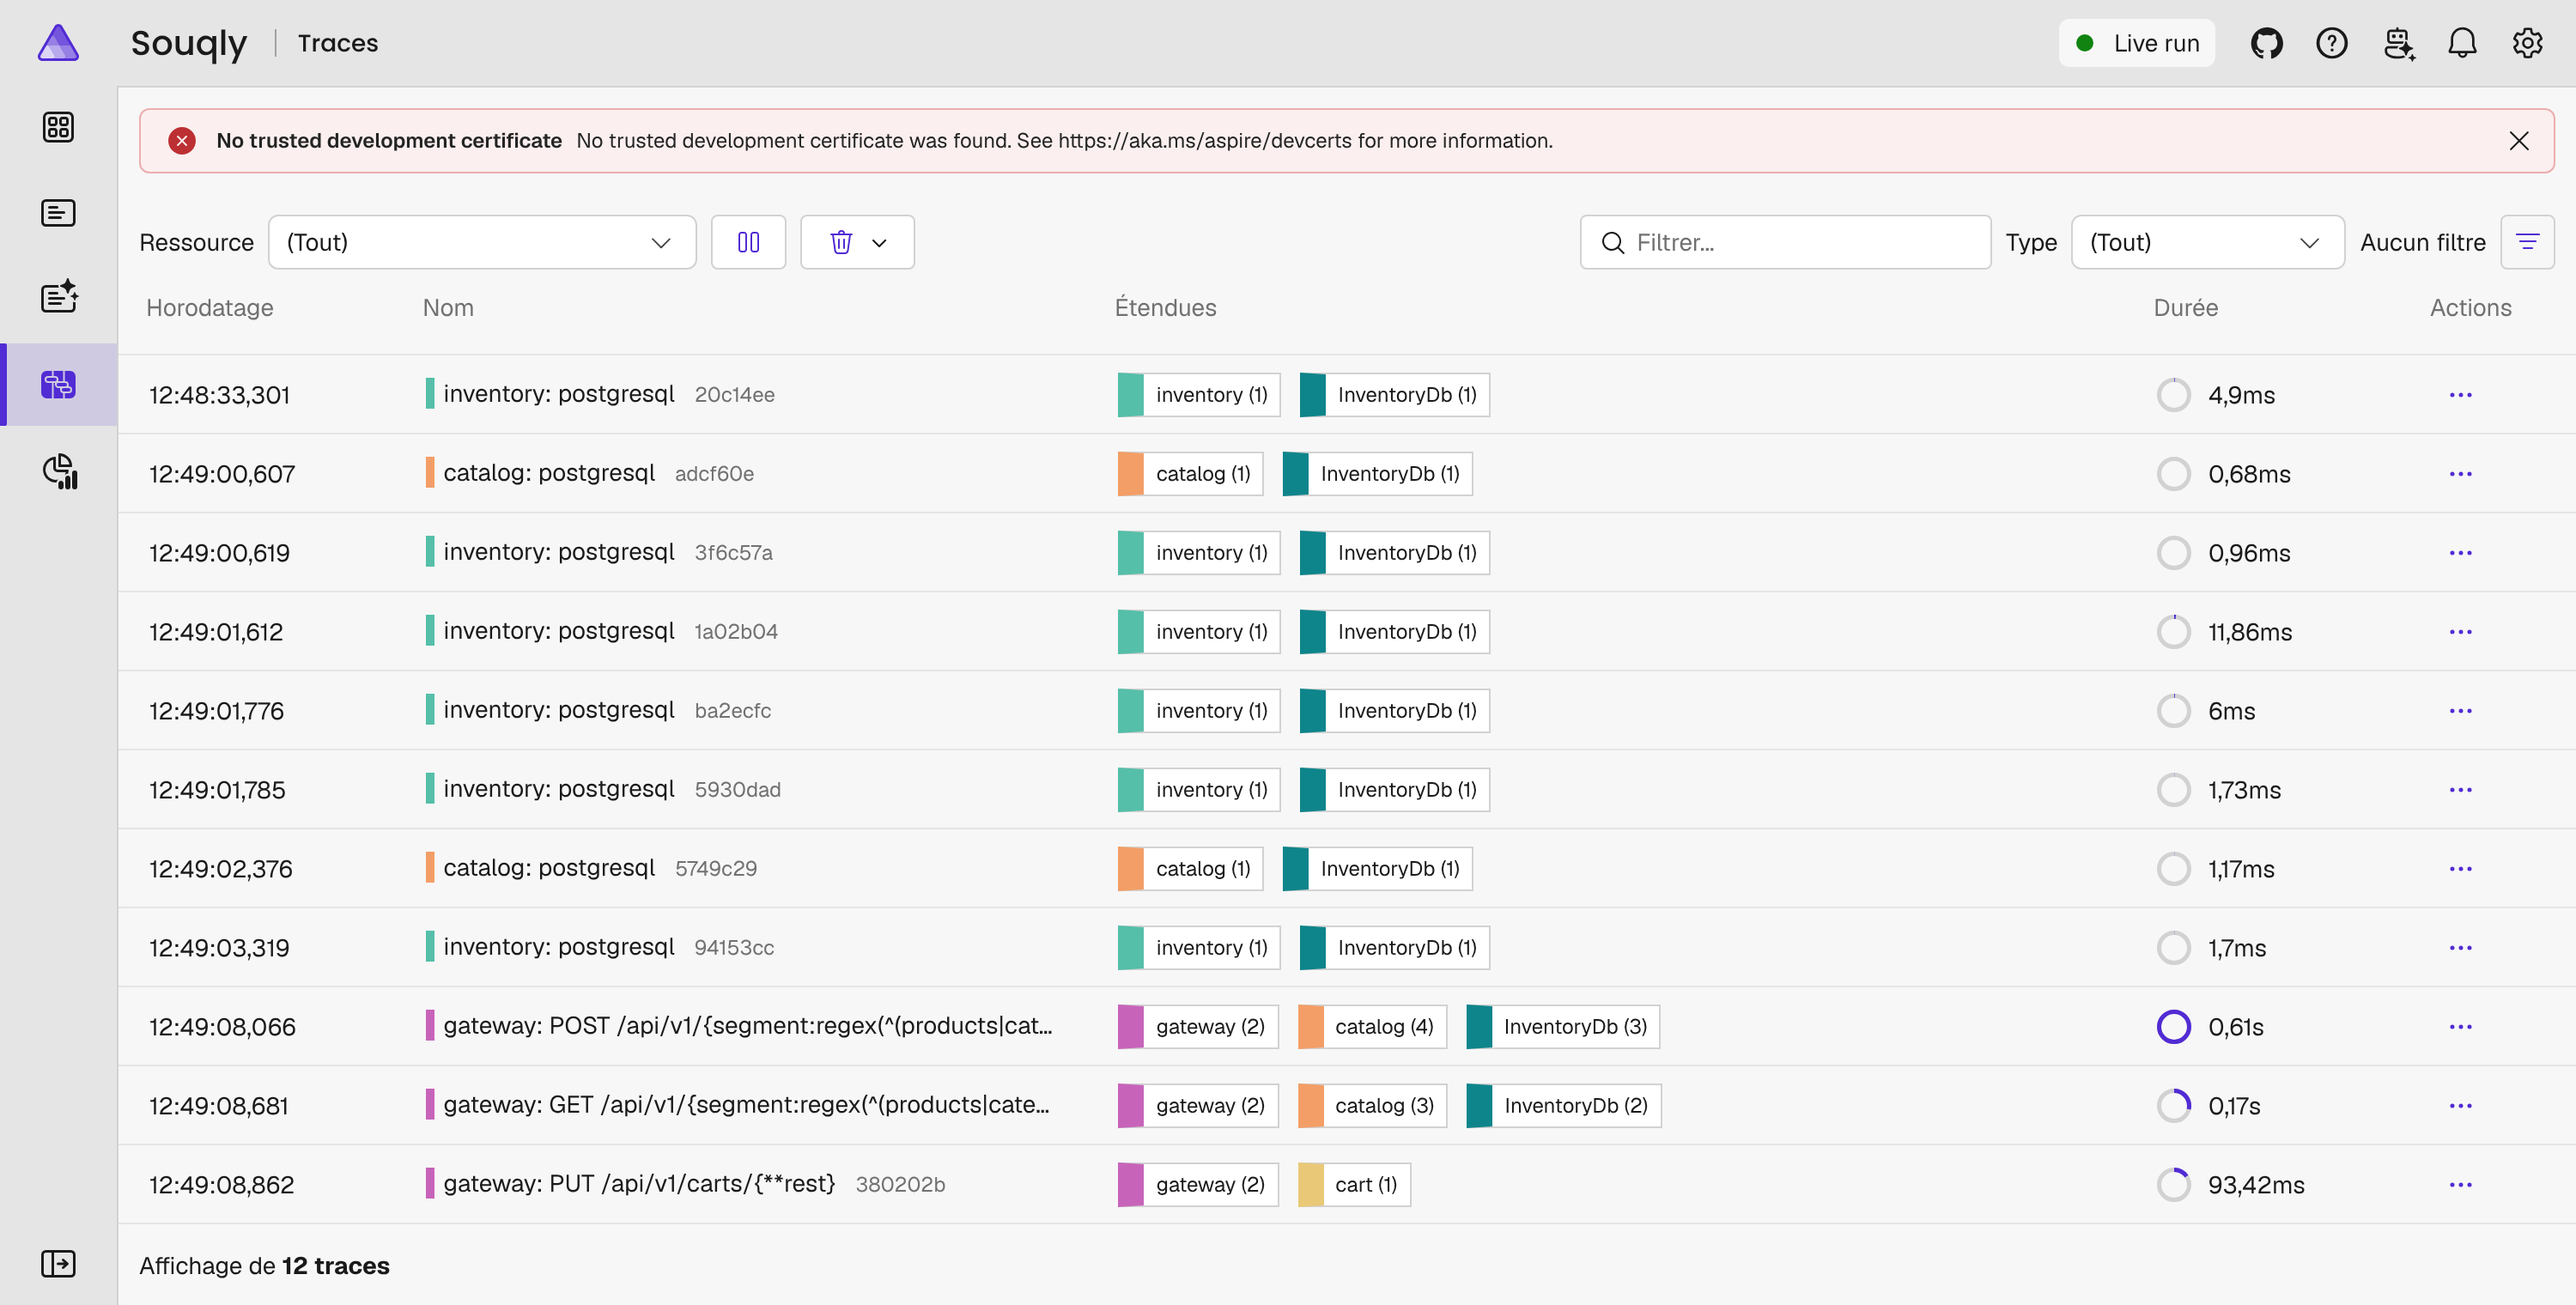 Souqly | Traces Live run
No trusted development certificate No trusted development certificate was found. See https://aka.ms/aspire/devcerts for more information.
Ressource (Tout) Filtrer... Type (Tout) Aucun filtre
Horodatage Nom Étendues Durée Actions
12:48:33,301 inventory: postgresql 20c14ee inventory (1) InventoryDb (1) 4,9ms
12:49:00,607 catalog: postgresql adcf60e catalog (1) InventoryDb (1) 0,68ms
12:49:00,619 inventory: postgresql 3f6c57a inventory (1) InventoryDb (1) 0,96ms
12:49:01,612 inventory: postgresql 1a02b04 inventory (1) InventoryDb (1) 11,86ms
12:49:01,776 inventory: postgresql ba2ecfc inventory (1) InventoryDb (1) 6ms
12:49:01,785 inventory: postgresql 5930dad inventory (1) InventoryDb (1) 1,73ms
12:49:02,376 catalog: postgresql 5749c29 catalog (1) InventoryDb (1) 1,17ms
12:49:03,319 inventory: postgresql 94153cc inventory (1) InventoryDb (1) 1,7ms
12:49:08,066 gateway: POST /api/v1/{segment:regex(^(products|cat... gateway (2) catalog (4) InventoryDb (3) 0,61s
12:49:08,681 gateway: GET /api/v1/{segment:regex(^(products|cate... gateway (2) catalog (3) InventoryDb (2) 0,17s
12:49:08,862 gateway: PUT /api/v1/carts/{**rest} 380202b gateway (2) cart (1) 93,42ms
Affichage de 12 traces